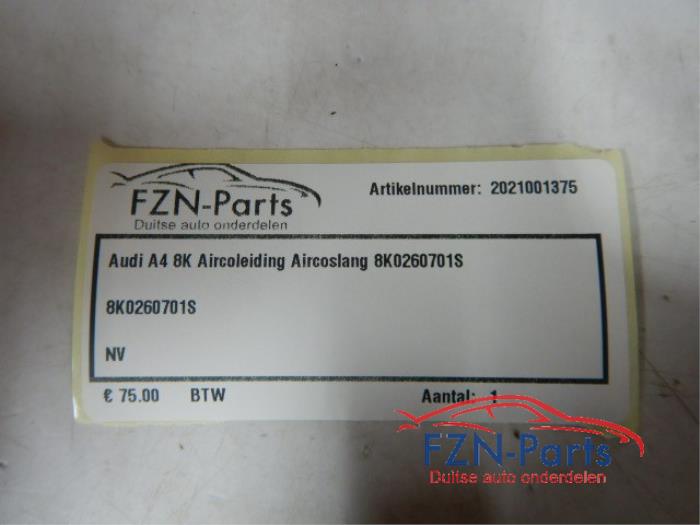 FZN-Parts
Duitse auto onderdelen
Artikelnummer: 2021001375
Audi A4 8K Aircoleiding Aircoslang 8K0260701S
8K0260701S
NV
€ 75.00 BTW Aantal: 1
FZN-Parts
Duitse auto onderdelen